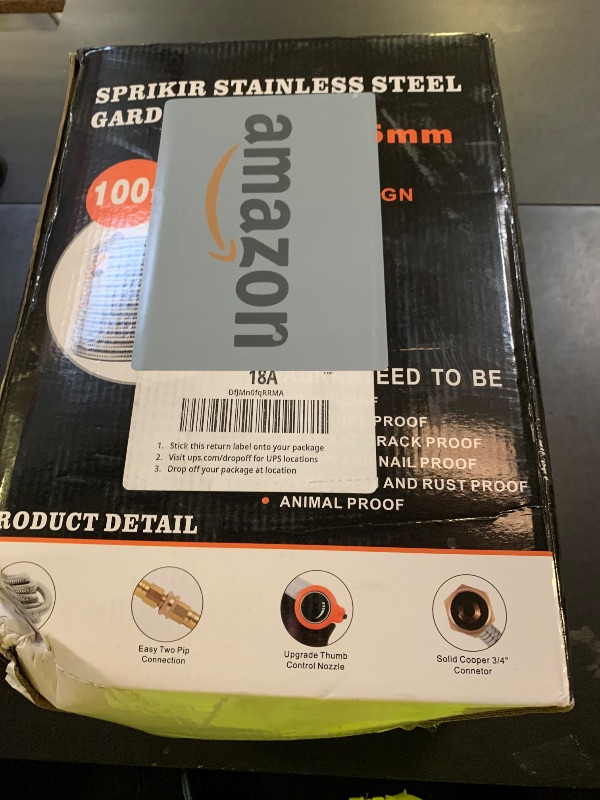 SPRIKIR STAINLESS STEEL
GARD
5mm
100
GN
amazon
18A
EED TO BE
DfJMn0fqRRMA
PROOF
RACK PROOF
NAIL PROOF
AND RUST PROOF
• ANIMAL PROOF
1. Stick this return label onto your package
2. Visit ups.com/dropoff for UPS locations
3. Drop off your package at location
RODUCT DETAIL
Easy Two Pip
Connection
Upgrade Thumb
Control Nozzle
Solid Cooper 3/4"
Connetor